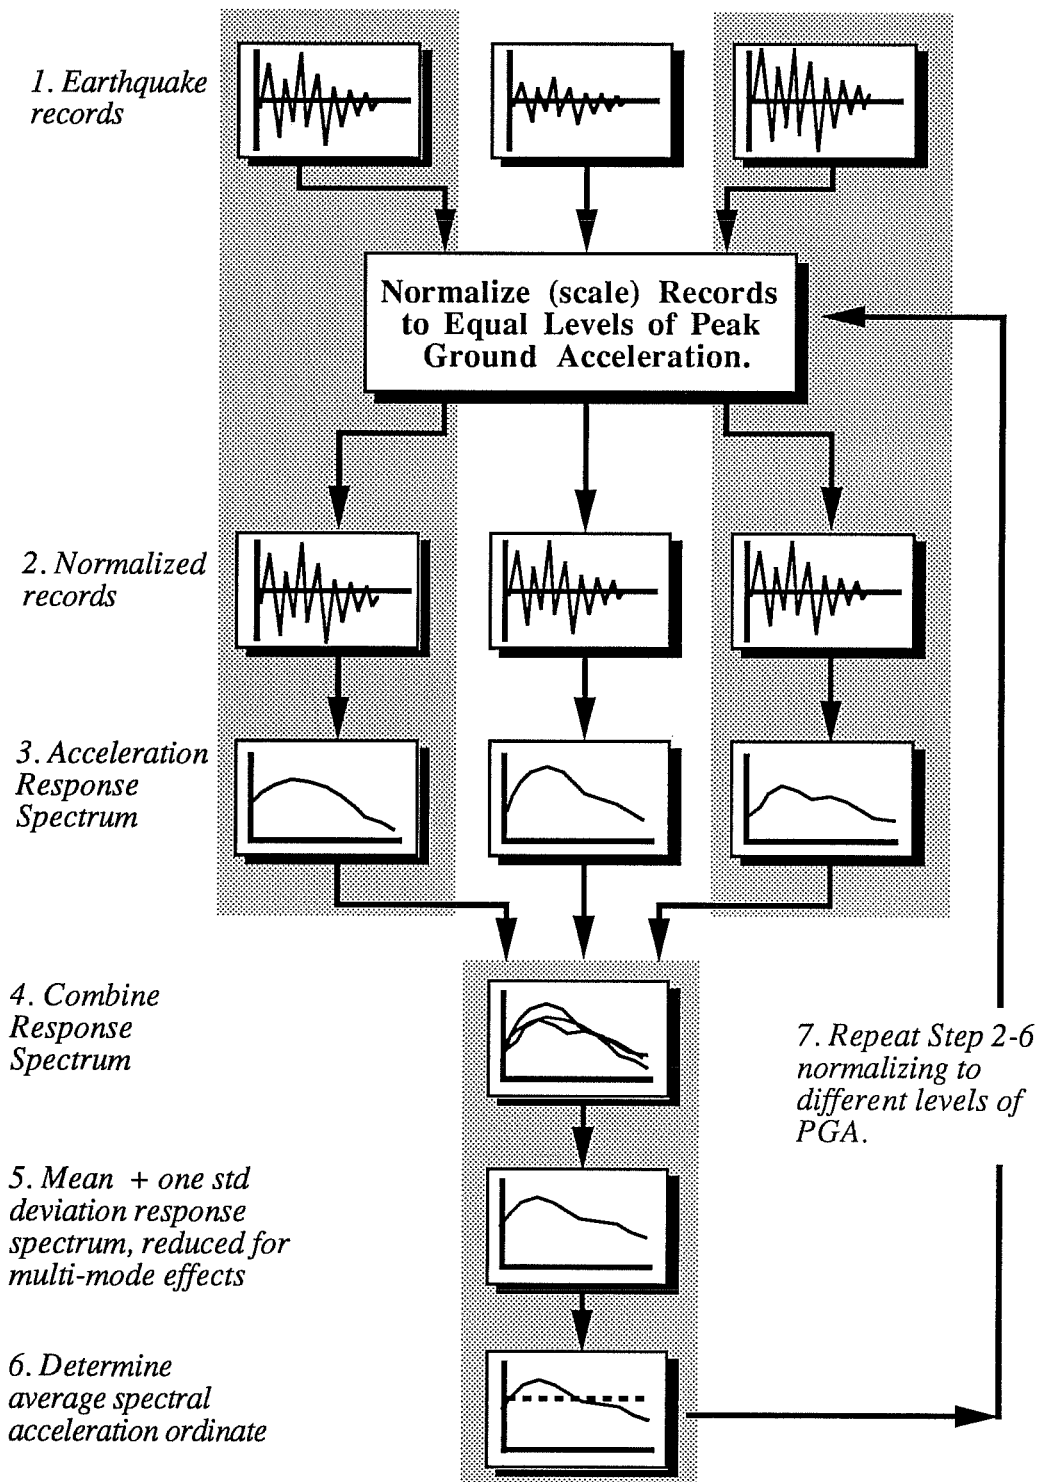 1. Earthquake
records
Normalize (scale) Records
to Equal Levels of Peak
Ground Acceleration.
2. Normalized
records
3. Acceleration
Response
Spectrum
4. Combine
Response
Spectrum
7. Repeat Step 2-6
normalizing to
different levels of
PGA.
5. Mean + one std
deviation response
spectrum, reduced for
multi-mode effects
6. Determine
average spectral
acceleration ordinate